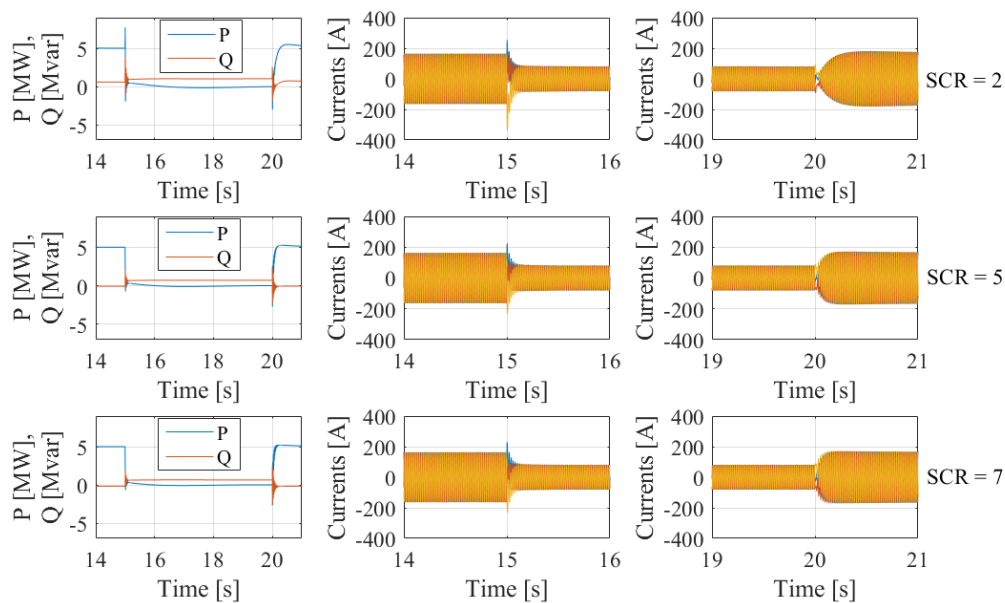 P [MW],
Q [Mvar]
5
0
-5
14 16 18 20
Time [s]
P
Q
Currents [A]
400
200
0
-200
-400
14 15 16
Time [s]
Currents [A]
400
200
0
-200
-400
19 20 21
Time [s]
SCR = 2
P [MW],
Q [Mvar]
5
0
-5
14 16 18 20
Time [s]
P
Q
Currents [A]
400
200
0
-200
-400
14 15 16
Time [s]
Currents [A]
400
200
0
-200
-400
19 20 21
Time [s]
SCR = 5
P [MW],
Q [Mvar]
5
0
-5
14 16 18 20
Time [s]
P
Q
Currents [A]
400
200
0
-200
-400
14 15 16
Time [s]
Currents [A]
400
200
0
-200
-400
19 20 21
Time [s]
SCR = 7